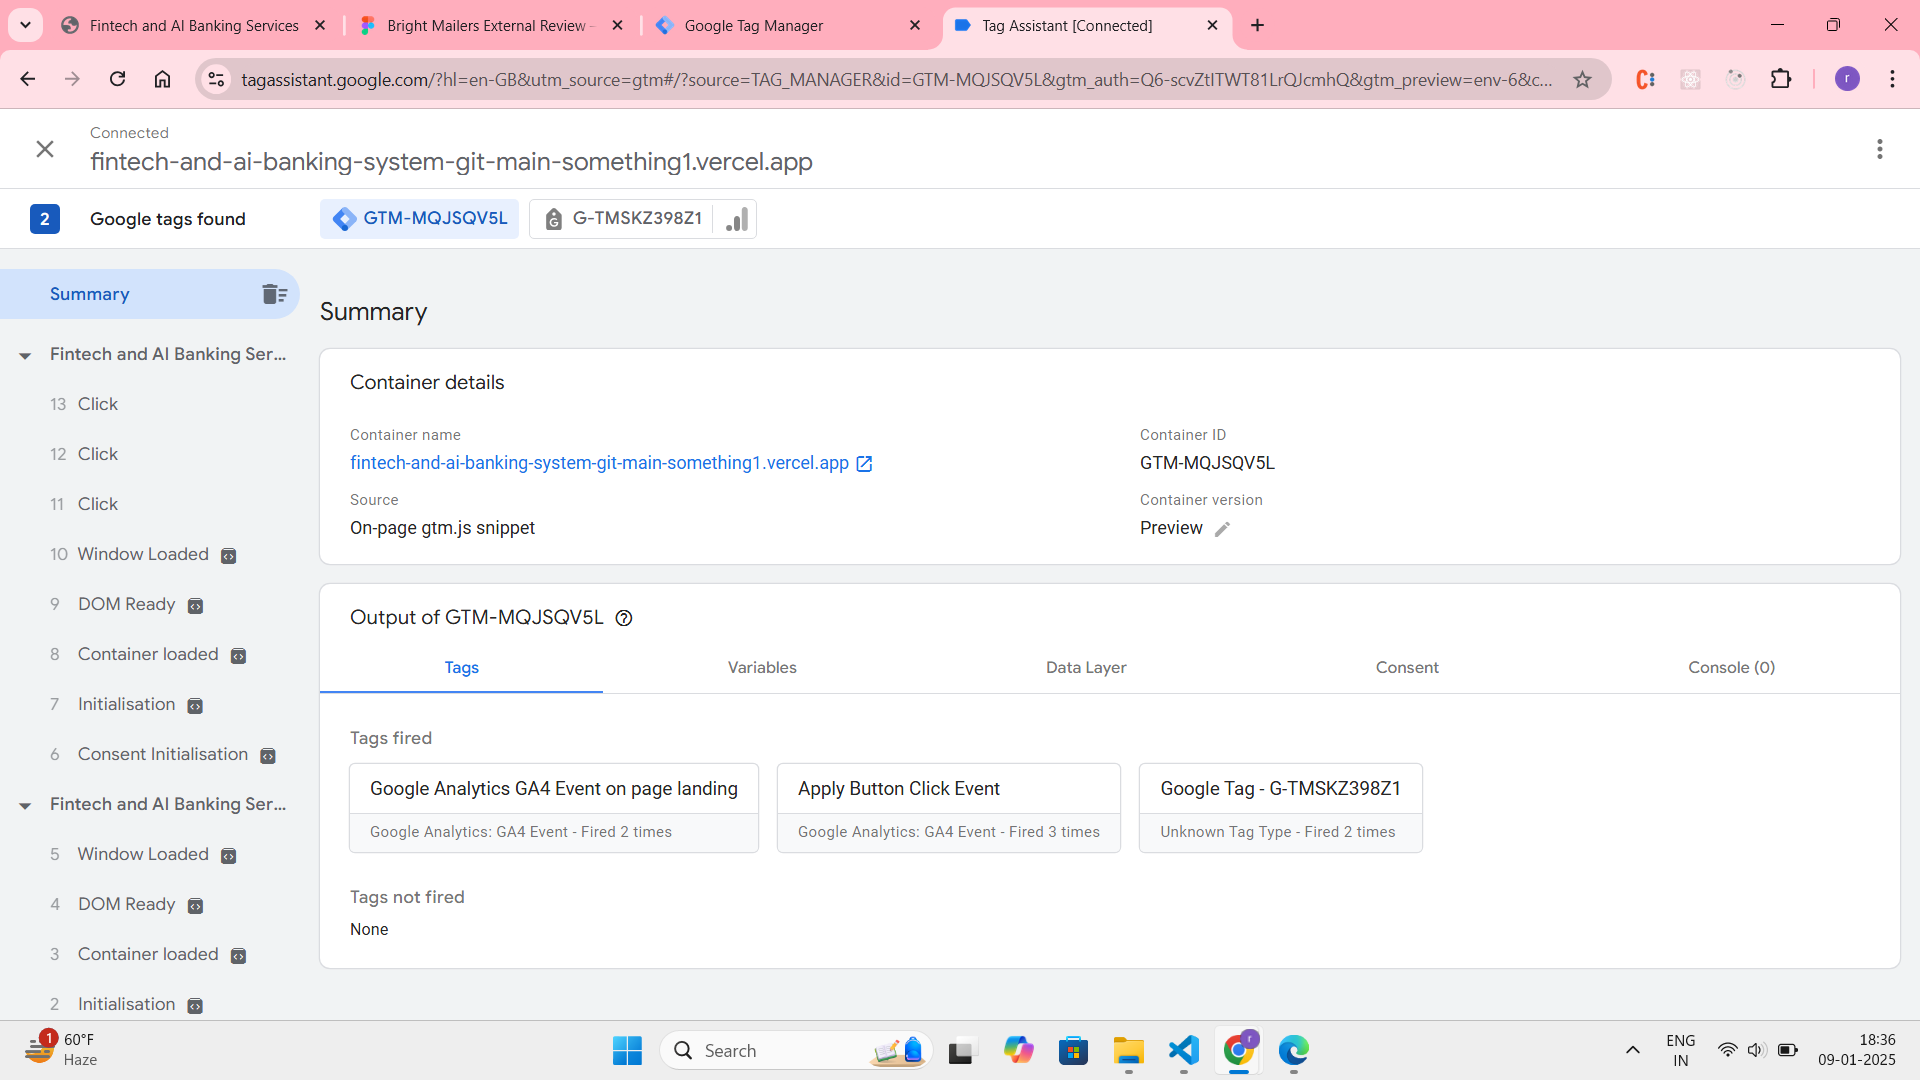 Fintech and AI Banking Services
Bright Mailers External Review -
Google Tag Manager
Tag Assistant [Connected]
tagassistant.google.com/?hl=en-GB&utm_source=gtm#/?source=TAG_MANAGER&id=GTM-MQJSQV5L&gtm_auth=Q6-scvZtITWT81LrQJcmhQ&gtm_preview=env-6&c...
r
Connected
fintech-and-ai-banking-system-git-main-something1.vercel.app
2 Google tags found
GTM-MQJSQV5L
G-TMSKZ398Z1
Summary
Fintech and AI Banking Ser...
13 Click
12 Click
11 Click
10 Window Loaded
9 DOM Ready
8 Container loaded
7 Initialisation
6 Consent Initialisation
Fintech and AI Banking Ser...
5 Window Loaded
4 DOM Ready
3 Container loaded
2 Initialisation
Summary
Container details
Container name
fintech-and-ai-banking-system-git-main-something1.vercel.app
Container ID
GTM-MQJSQV5L
Source
On-page gtm.js snippet
Container version
Preview
Output of GTM-MQJSQV5L
Tags
Variables
Data Layer
Consent
Console (0)
Tags fired
Google Analytics GA4 Event on page landing
Google Analytics: GA4 Event - Fired 2 times
Apply Button Click Event
Google Analytics: GA4 Event - Fired 3 times
Google Tag - G-TMSKZ398Z1
Unknown Tag Type - Fired 2 times
Tags not fired
None
1
60°F
Haze
Search
r
ENG
IN
18:36
09-01-2025